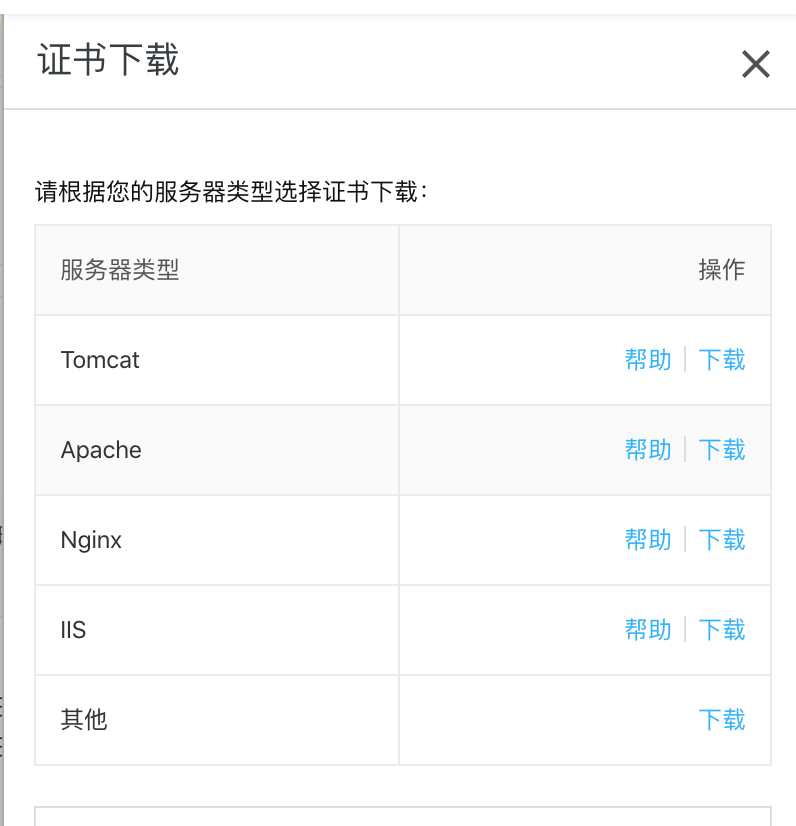 证书下载
请根据您的服务器类型选择证书下载：
服务器类型 操作
Tomcat 帮助 下载
Apache 帮助 下载
Nginx 帮助 下载
IIS 帮助 下载
其他 下载